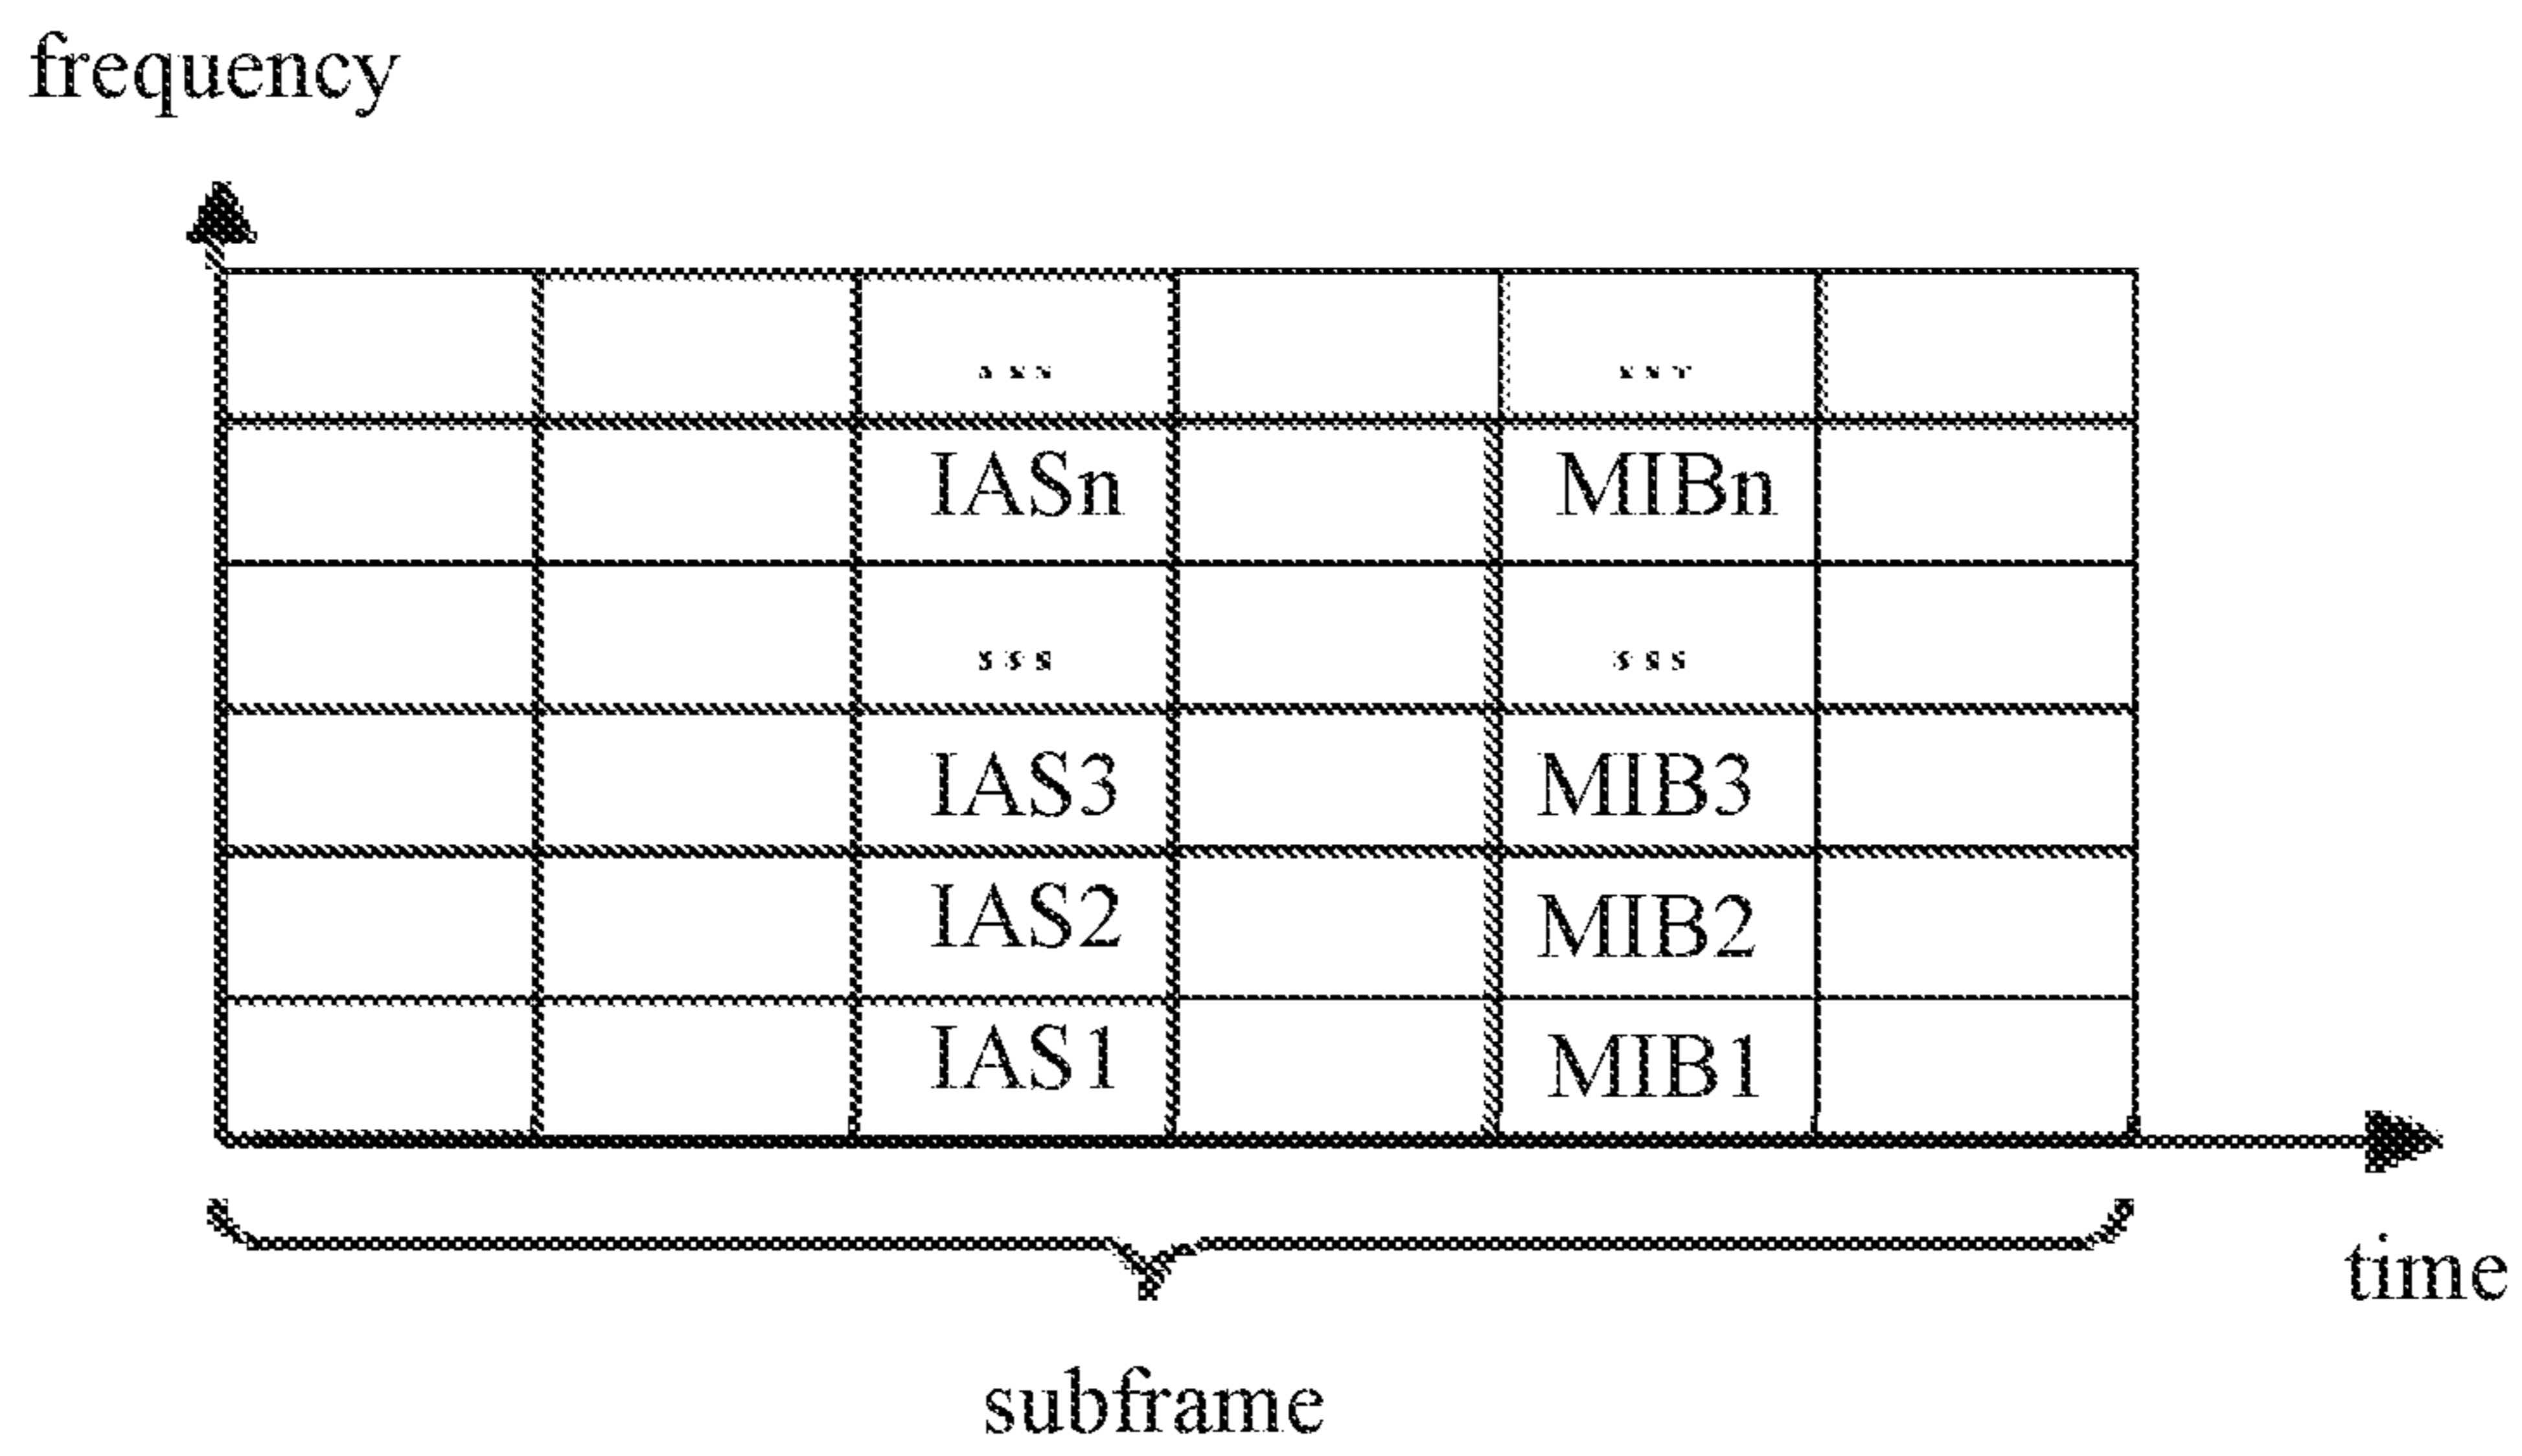 frequency
... ...
IASn MIBn
... ...
IAS3 MIB3
IAS2 MIB2
IAS1 MIB1
time
subframe